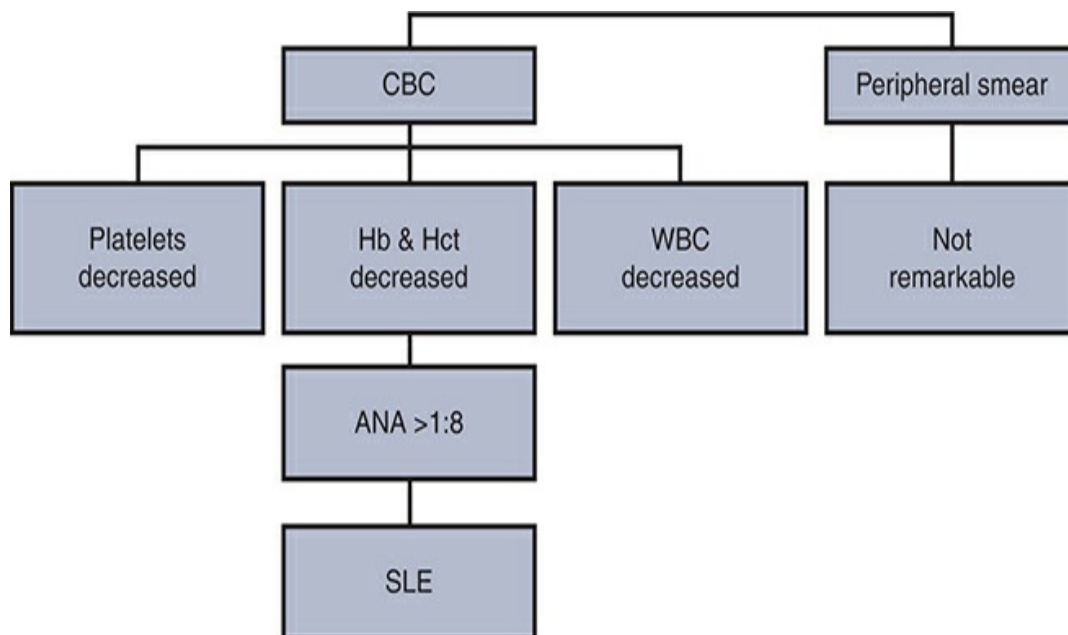 CBC
Peripheral smear
Platelets
decreased
Hb & Hct
decreased
WBC
decreased
Not
remarkable
ANA >1:8
SLE